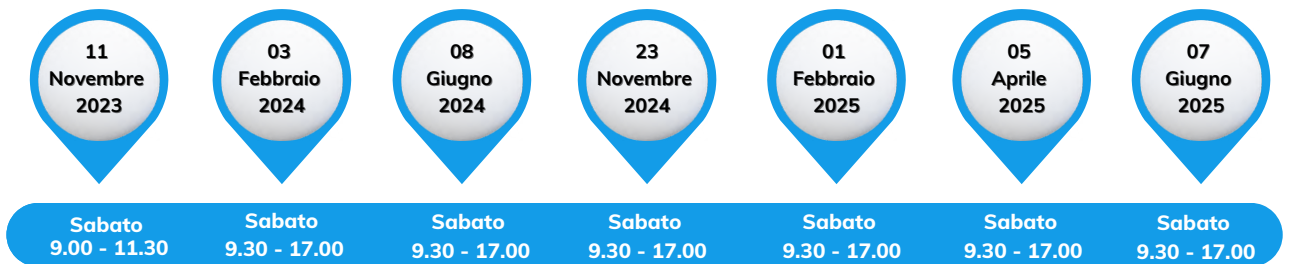 11
Novembre
2023
03
Febbraio
2024
08
Giugno
2024
23
Novembre
2024
01
Febbraio
2025
05
Aprile
2025
07
Giugno
2025
Sabato
9.00 - 11.30
Sabato
9.30 - 17.00
Sabato
9.30 - 17.00
Sabato
9.30 - 17.00
Sabato
9.30 - 17.00
Sabato
9.30 - 17.00
Sabato
9.30 - 17.00